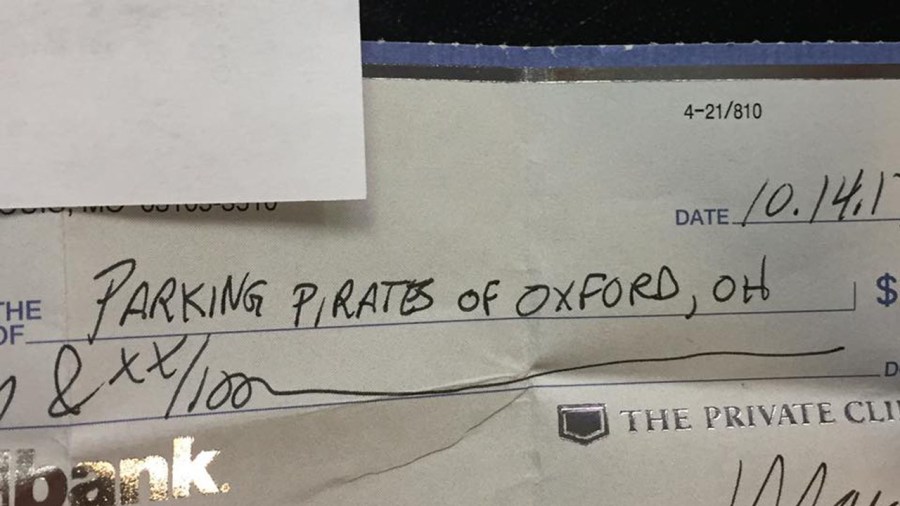 4-21/810
DATE 10.14.1
THE PARKING PIRATES OF OXFORD, OH $
OF
& XX/100
THE PRIVATE CLI
bank.